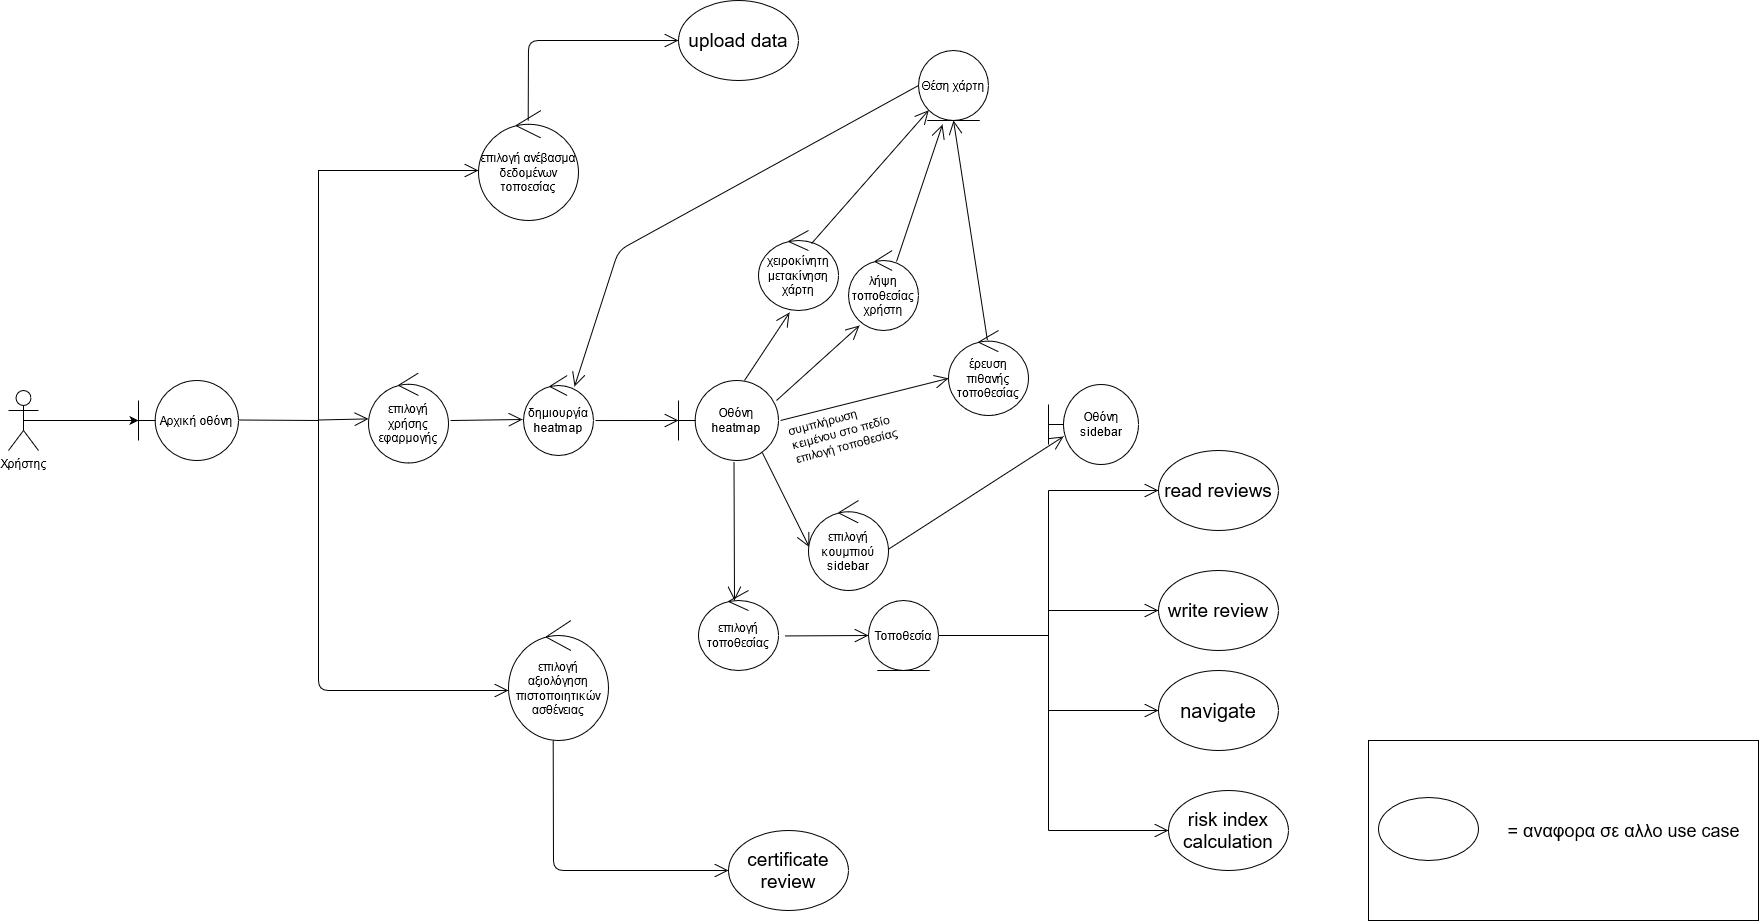 upload data
Θέση χάρτη
επιλογή ανέβασμα
δεδομένων
τοποεσίας
χειροκίνητη
μετακίνηση
χάρτη
λήψη
τοποθεσίας
χρήστη
έρευση
πιθανής
τοποθεσίας
Χρήστης
Αρχική οθόνη
επιλογή
χρήσης
εφαρμογής
δημιουργία
heatmap
Οθόνη
heatmap
συμπλήρωση
κειμένου στο πεδίο
επιλογή τοποθεσίας
Οθόνη
sidebar
read reviews
επιλογή
κουμπιού
sidebar
write review
επιλογή
τοποθεσίας
Τοποθεσία
επιλογή
αξιολόγηση
πιστοποιητικών
ασθένειας
navigate
risk index
calculation
certificate
review
= αναφορα σε αλλο use case